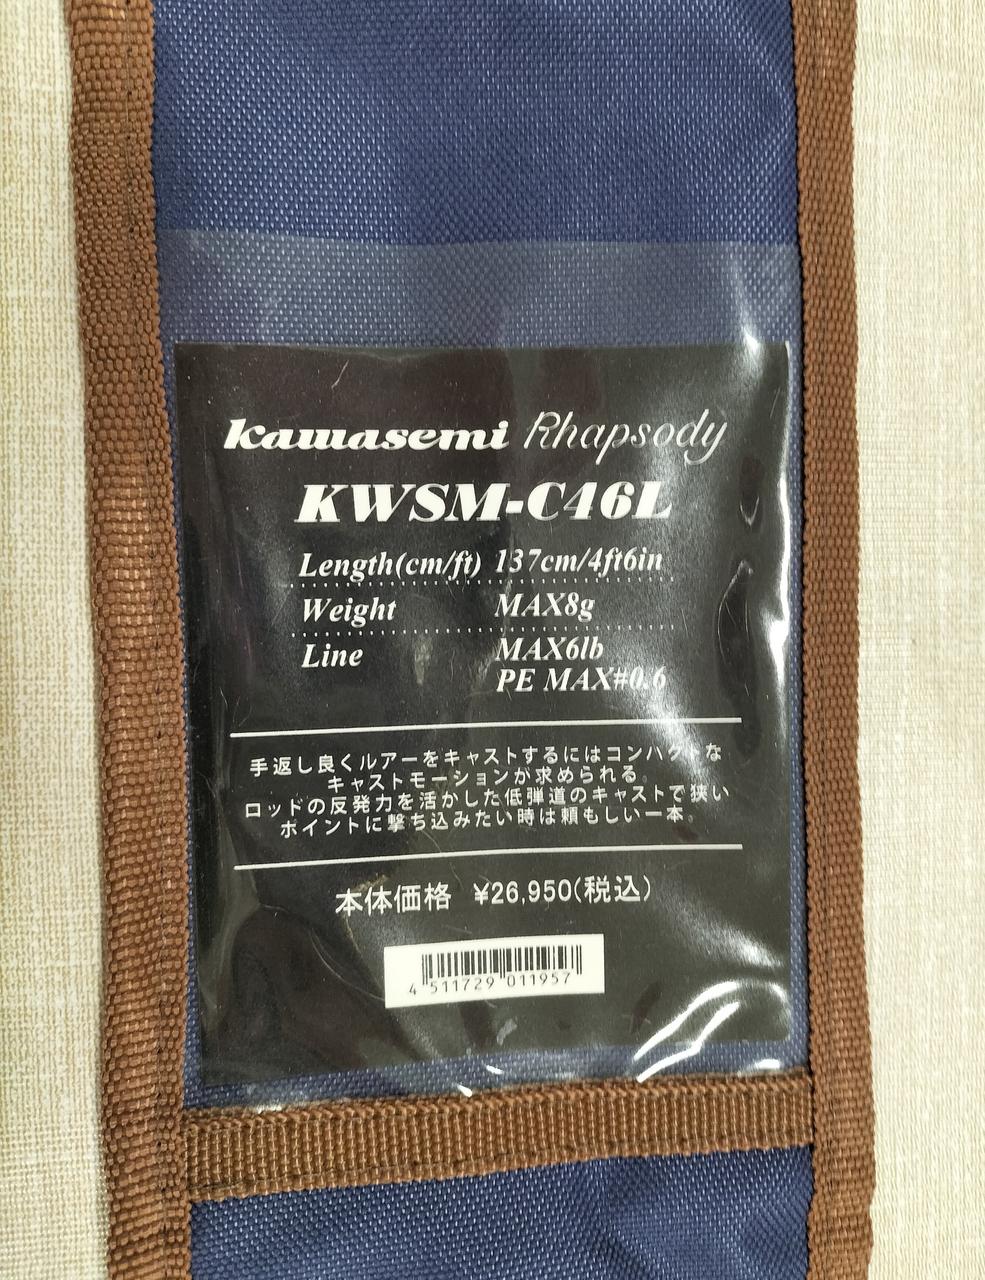 Kawasemi Rhapsody
KWSM-C46L
Length(cm/ft) 137cm/4ft6in
Weight MAX8g
Line MAX6lb
PE MAX#0.6
手返し良くルアーをキャストするにはコンパクトな
キャストモーションが求められる。
ロッドの反発力を活かした低弾道のキャストで狭い
ポイントに撃ち込みたい時は頼もしい一本。
本体価格 ¥26,950(税込)
4 511729 011957